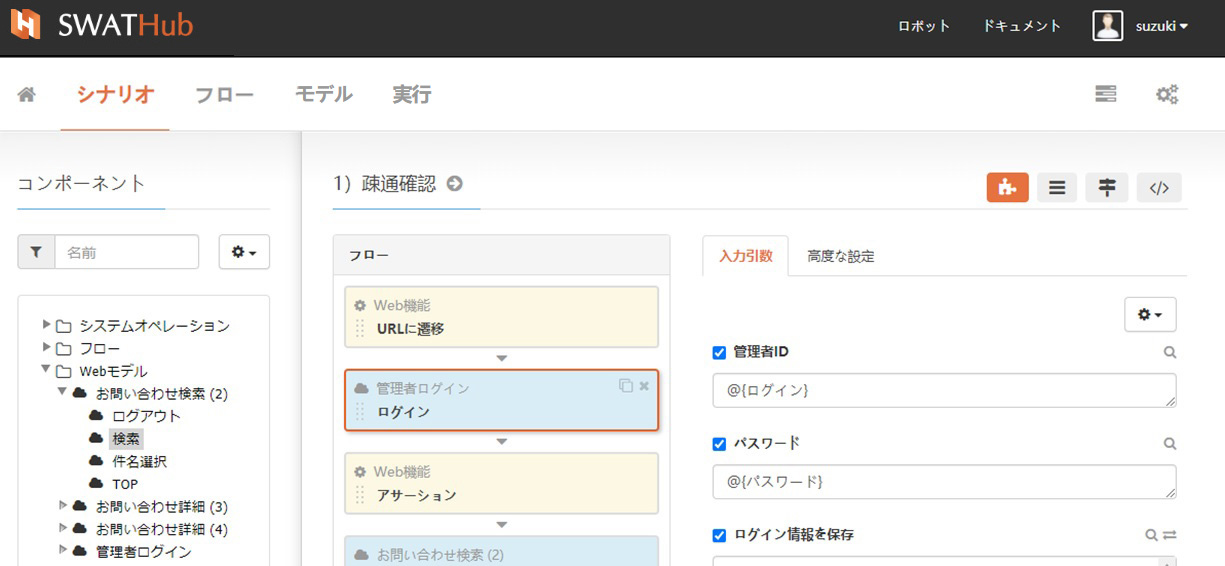 SWATHub
ロボット ドキュメント suzuki
シナリオ フロー モデル 実行
コンポーネント
名前
システムオペレーション
フロー
Webモデル
お問い合わせ検索 (2)
ログアウト
検索
件名選択
TOP
お問い合わせ詳細 (3)
お問い合わせ詳細 (4)
管理者ログイン
1) 疎通確認
フロー
Web機能
URLに遷移
管理者ログイン
ログイン
Web機能
アサーション
お問い合わせ検索 (2)
入力引数 高度な設定
管理者ID
@{ログイン}
パスワード
@{パスワード}
ログイン情報を保存